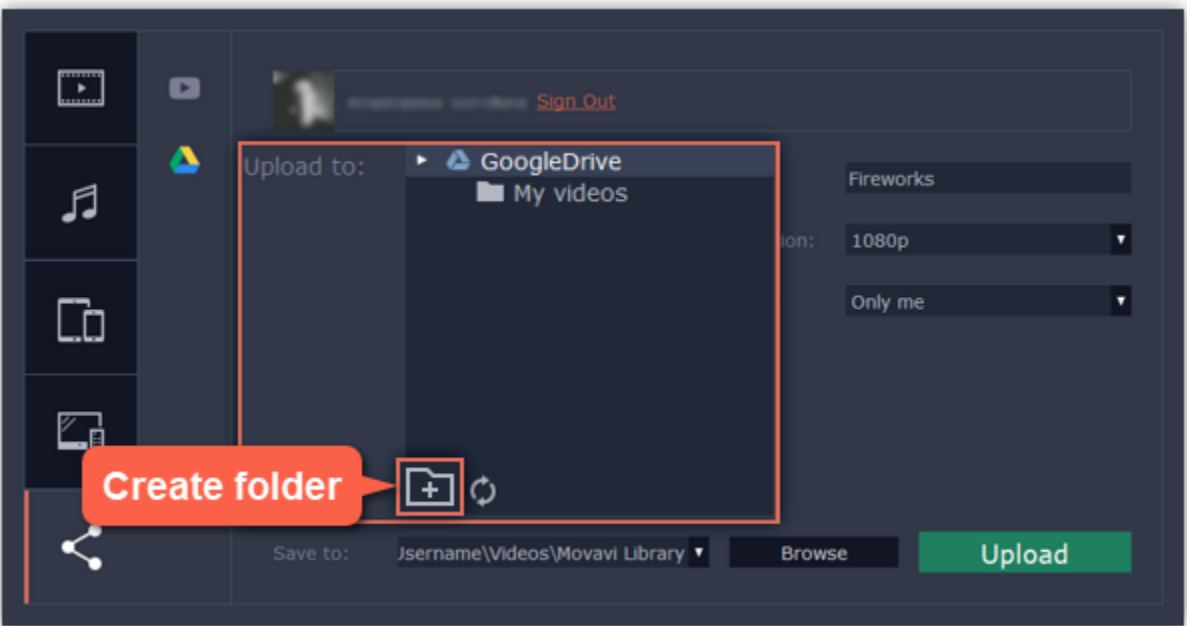 Sign Out
Upload to:
GoogleDrive
My videos
Fireworks
ion:
1080p
Only me
Create folder
Save to:
Username\Videos\Movavi Library
Browse
Upload